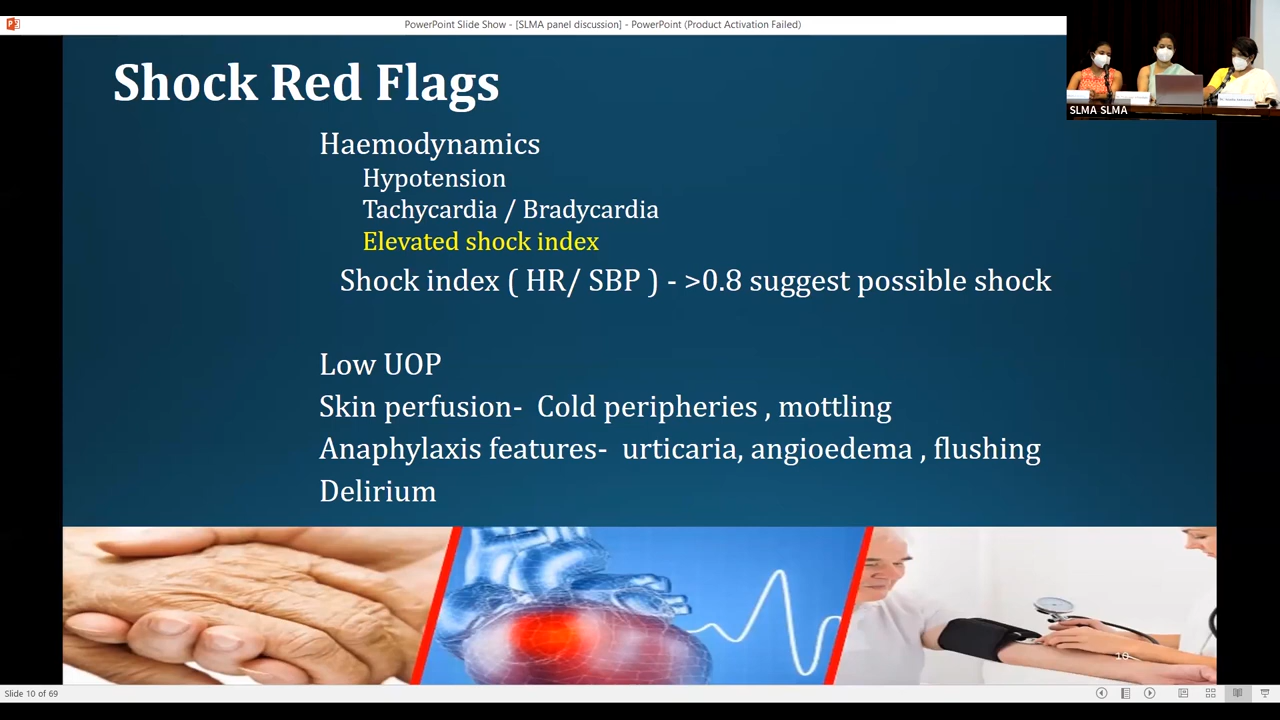 PowerPoint Slide Show - [SLMA panel discussion] - PowerPoint (Product Activation Failed)
SLMA SLMA
Shock Red Flags
Haemodynamics
Hypotension
Tachycardia / Bradycardia
Elevated shock index
Shock index ( HR/ SBP ) - >0.8 suggest possible shock
Low UOP
Skin perfusion- Cold peripheries , mottling
Anaphylaxis features- urticaria, angioedema , flushing
Delirium
10
Slide 10 of 69